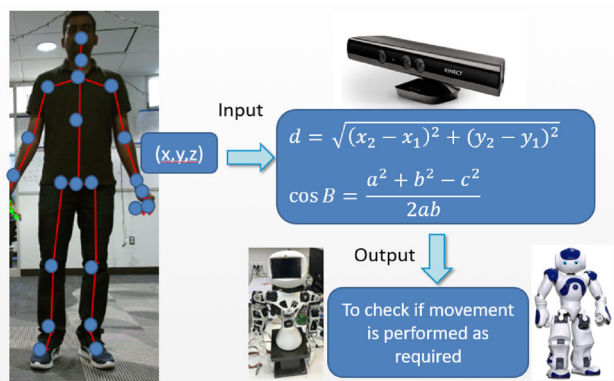 Input
KINECT
(x,y,z)
d = √((x₂ − x₁)² + (y₂ − y₁)²)
cos B = (a² + b² − c²) / 2ab
Output
To check if movement
is performed as
required